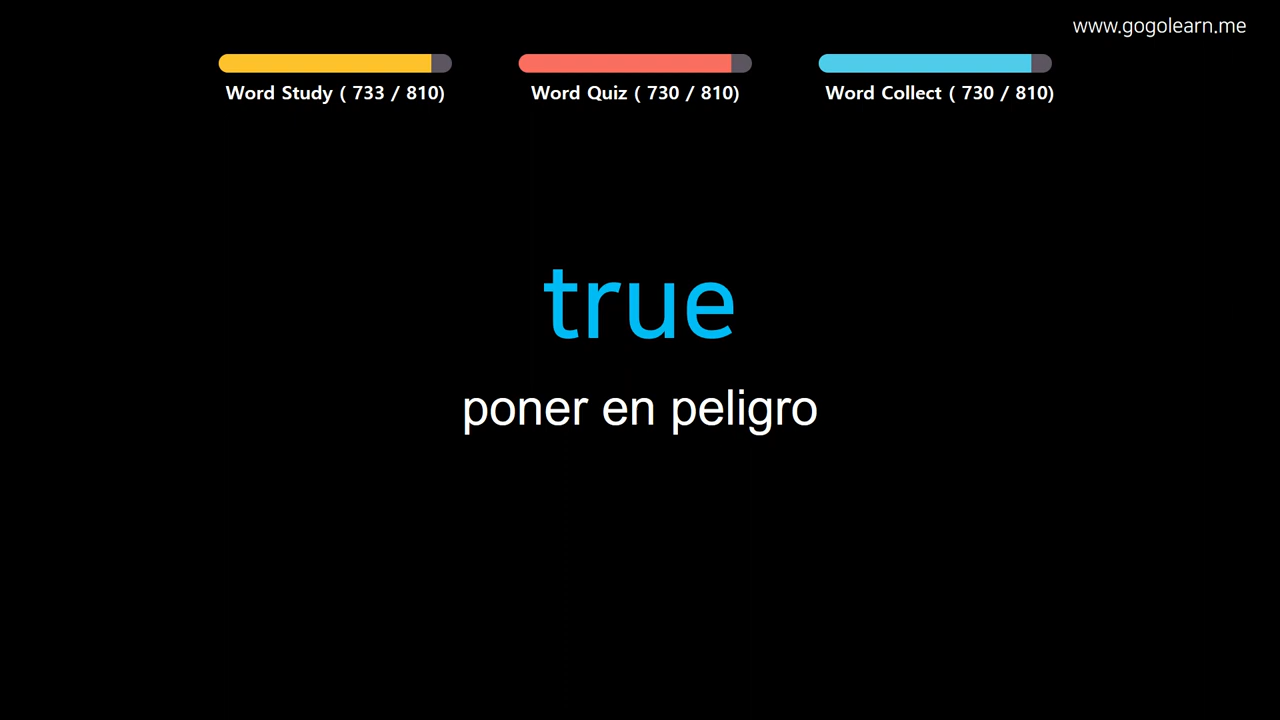 www.gogolearn.me
Word Study ( 733 / 810)
Word Quiz ( 730 / 810)
Word Collect ( 730 / 810)
true
poner en peligro